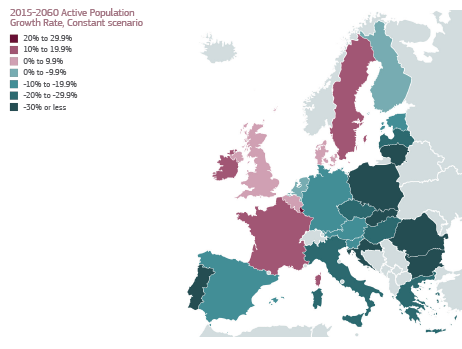 2015-2060 Active Population
Growth Rate, Constant scenario
20% to 29.9%
10% to 19.9%
0% to 9.9%
0% to -9.9%
-10% to -19.9%
-20% to -29.9%
-30% or less